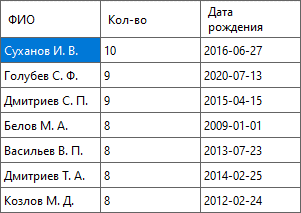 ФИО Кол-во Дата рождения
Суханов И. В. 10 2016-06-27
Голубев С. Ф. 9 2020-07-13
Дмитриев С. П. 9 2015-04-15
Белов М. А. 8 2009-01-01
Васильев В. П. 8 2013-07-23
Дмитриев Т. А. 8 2014-02-25
Козлов М. Д. 8 2012-02-24